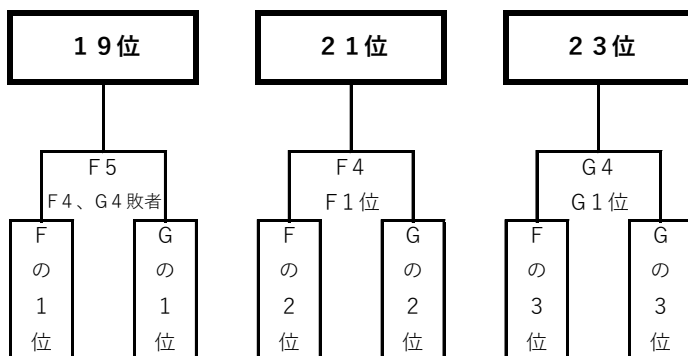 19位
21位
23位
F5
F4、G4敗者
F4
F1位
G4
G1位
Fの1位
Gの1位
Fの2位
Gの2位
Fの3位
Gの3位